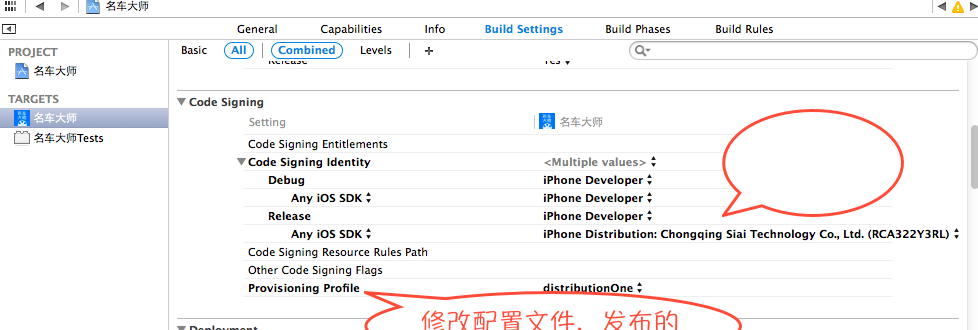 名车大师
General Capabilities Info Build Settings Build Phases Build Rules
Basic All Combined Levels +
PROJECT
名车大师
TARGETS
名车大师
名车大师Tests
Release Yes
Code Signing
Setting 名车大师
Code Signing Entitlements
Code Signing Identity <Multiple values>
Debug iPhone Developer
Any iOS SDK iPhone Developer
Release iPhone Developer
Any iOS SDK iPhone Distribution: Chongqing Siai Technology Co., Ltd. (RCA322Y3RL)
Code Signing Resource Rules Path
Other Code Signing Flags
Provisioning Profile distributionOne
修改配置文件，发布的
Deployment